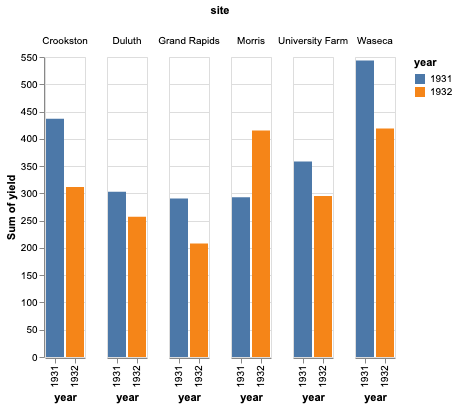 site
Crookston Duluth Grand Rapids Morris University Farm Waseca
year
1931
1932
Sum of yield
550
500
450
400
350
300
250
200
150
100
50
0
1931 1932 1931 1932 1931 1932 1931 1932 1931 1932 1931 1932
year year year year year year